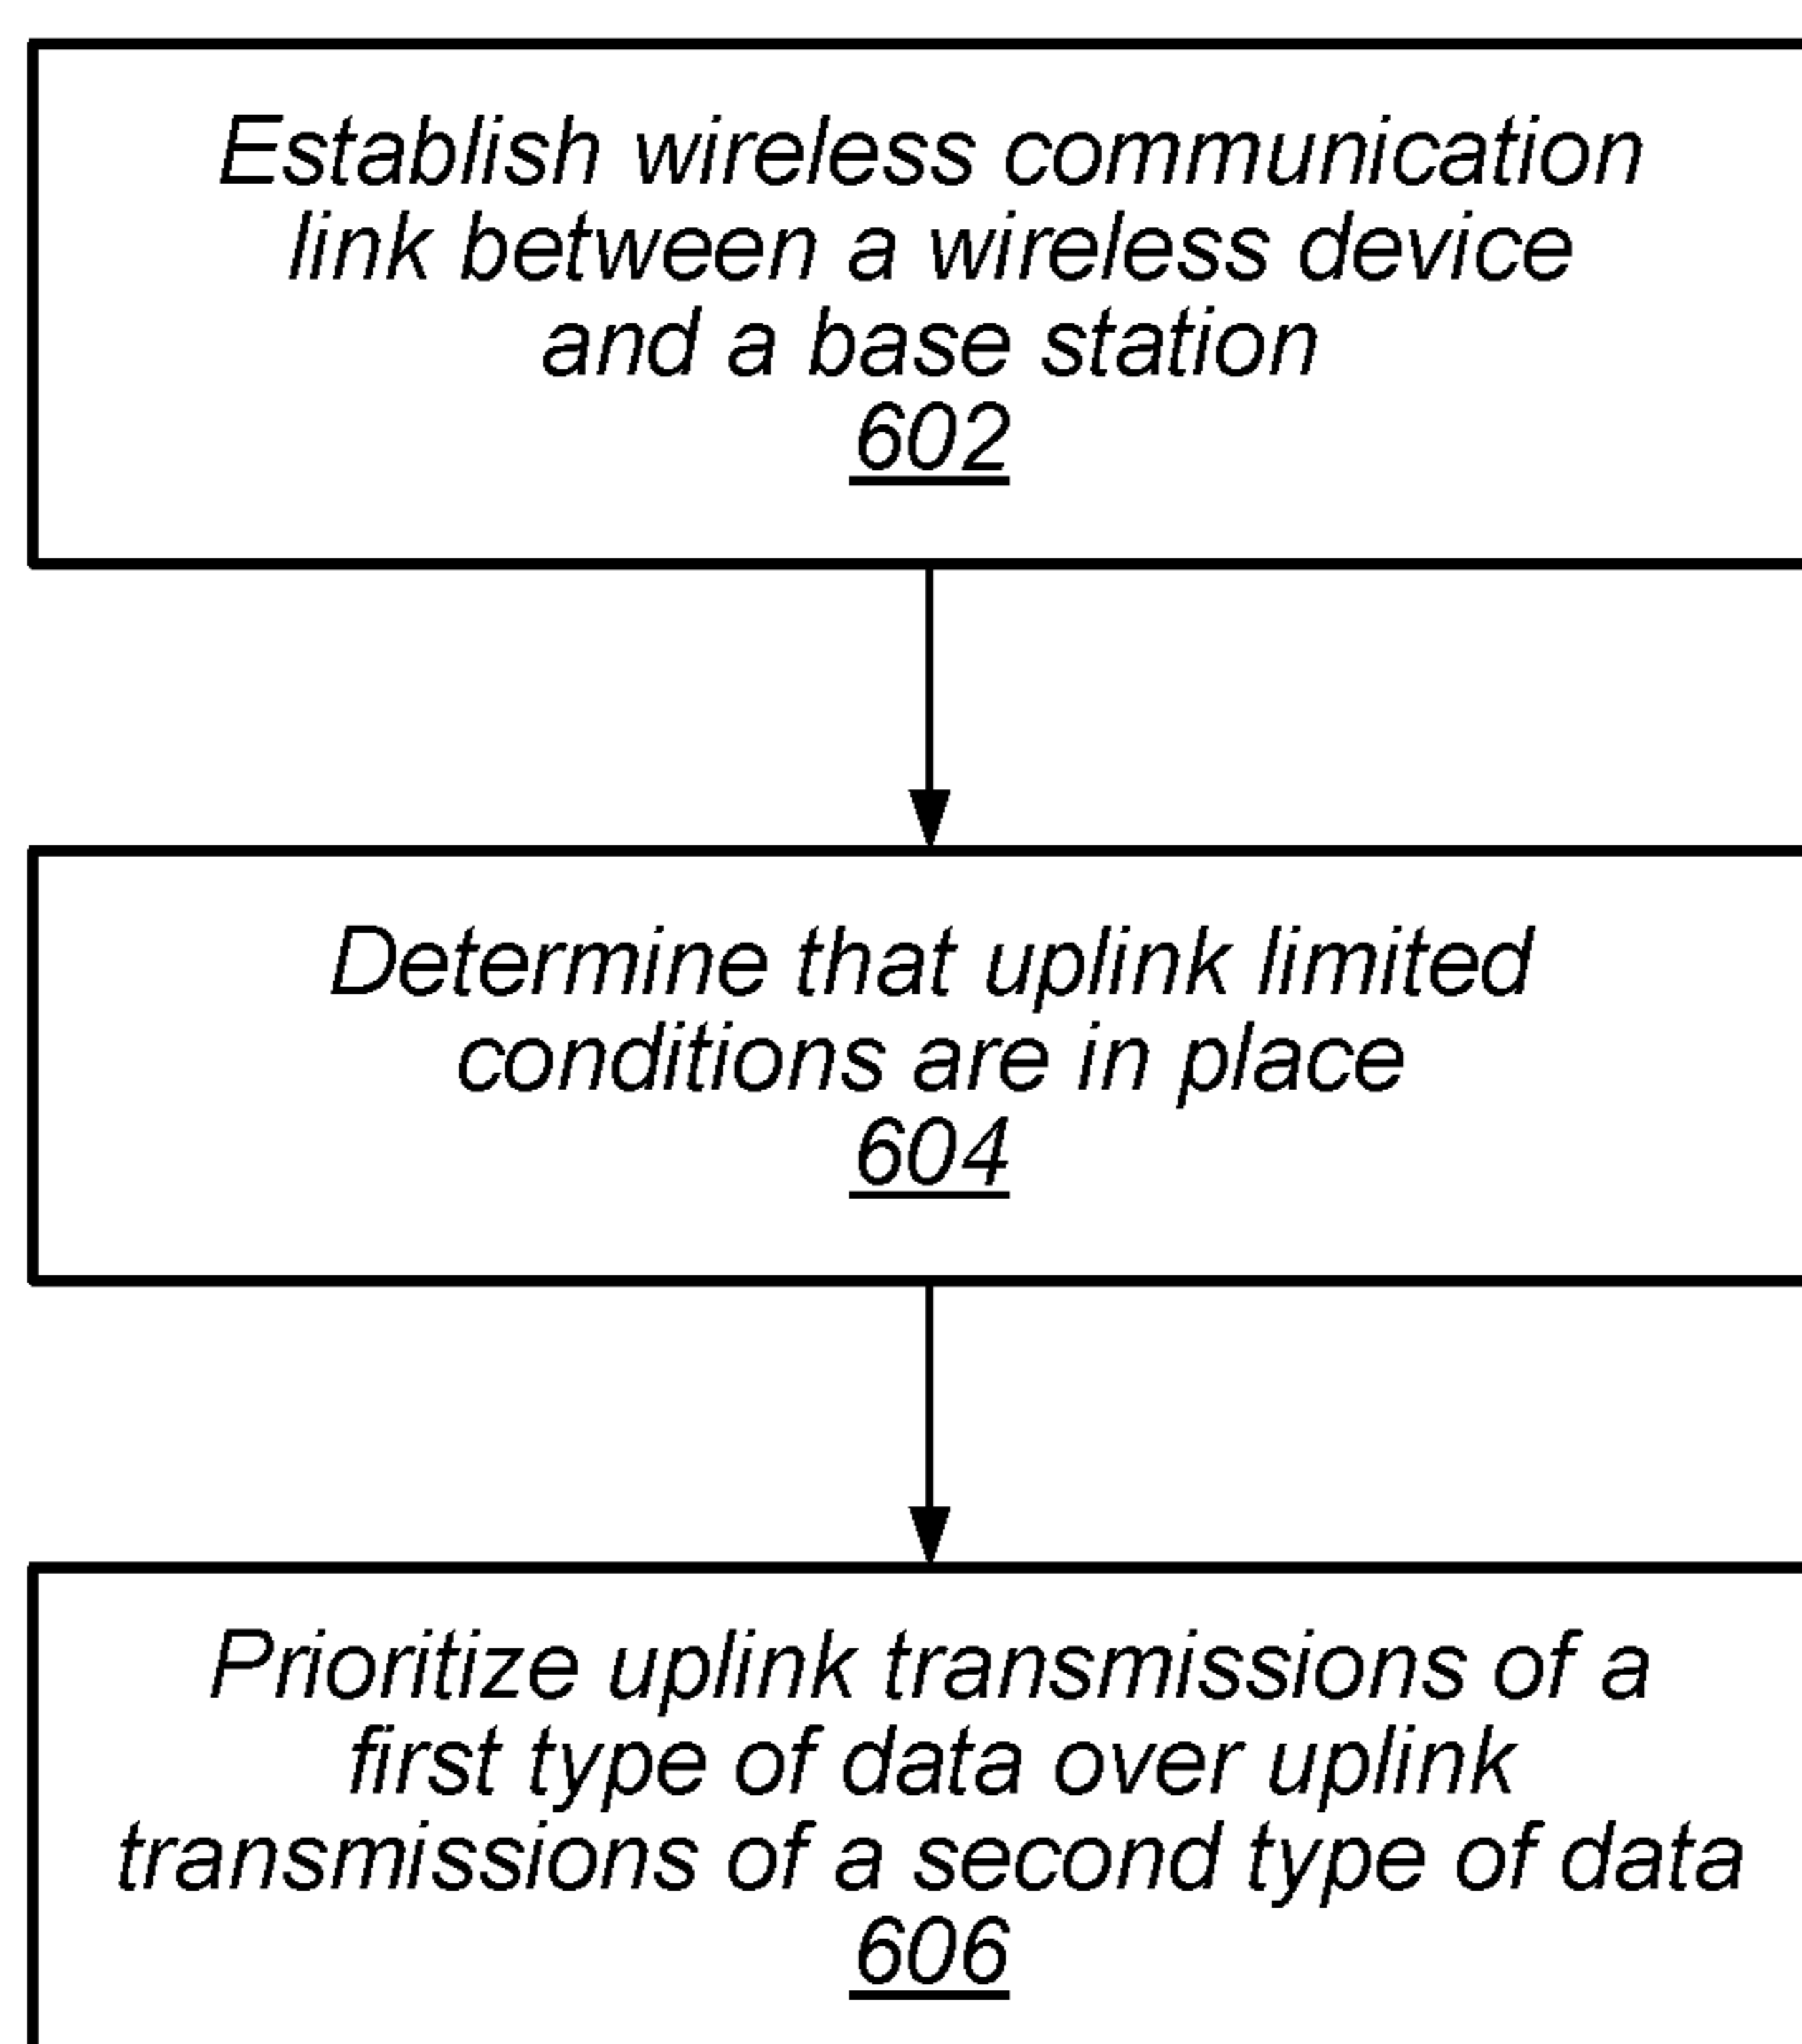 Establish wireless communication
link between a wireless device
and a base station
602
Determine that uplink limited
conditions are in place
604
Prioritize uplink transmissions of a
first type of data over uplink
transmissions of a second type of data
606